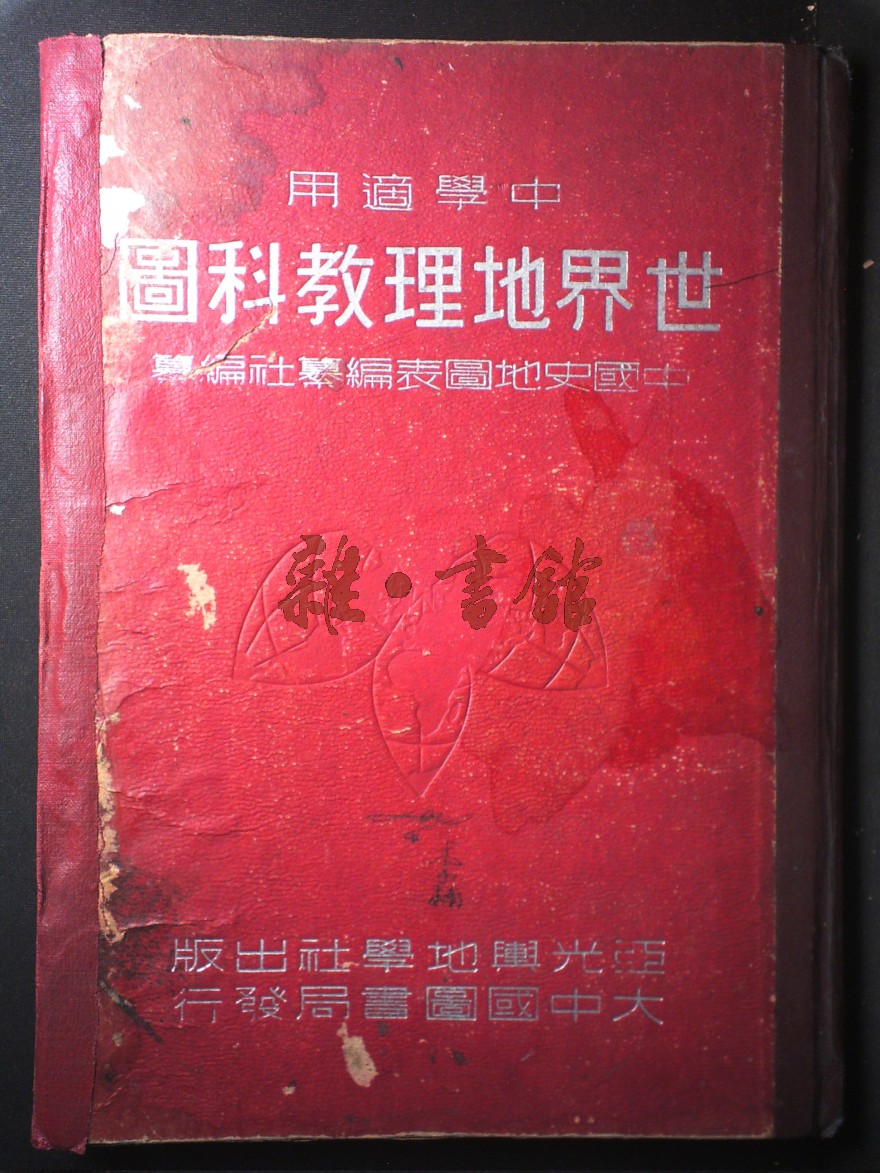 中學適用
世界地理教科圖
中國史地圖表編纂社編纂
雜·書館
亞光輿地學社出版
大中國圖書局發行